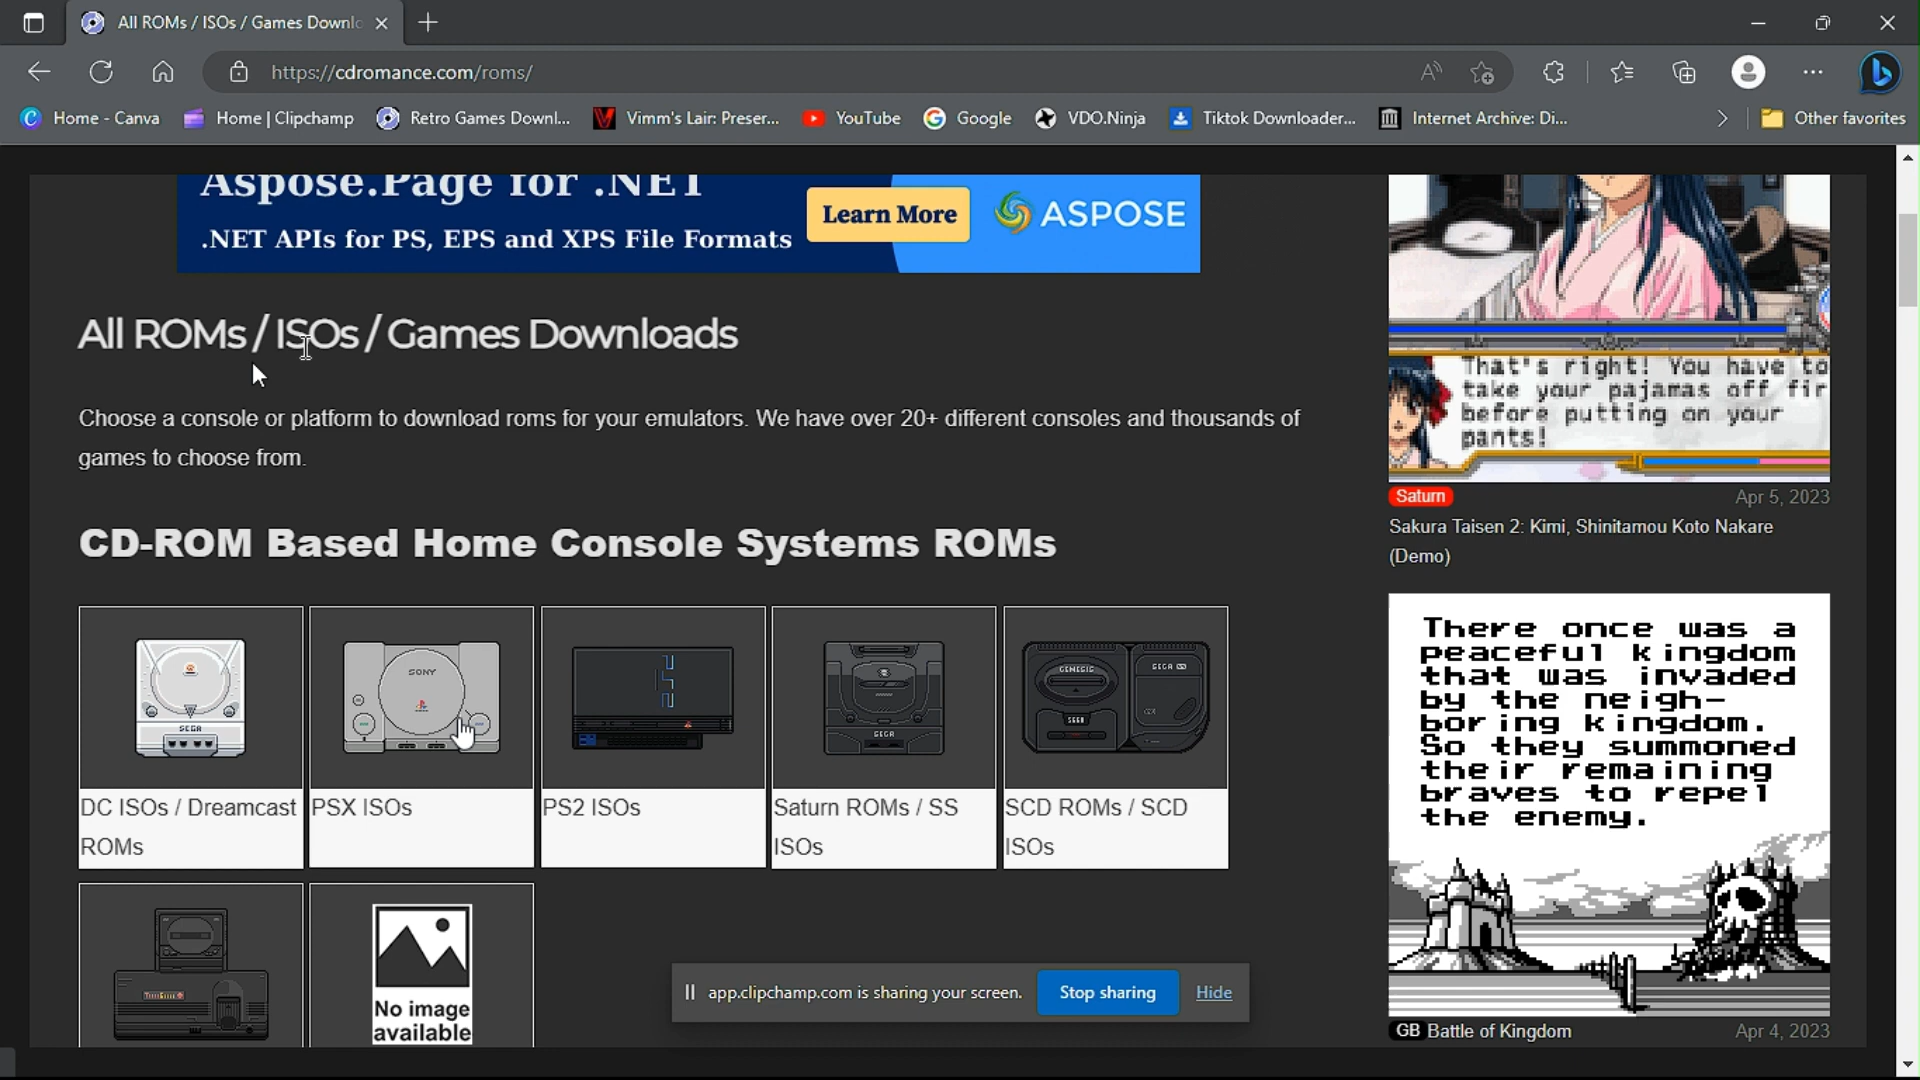 All ROMs / ISOs / Games Downlo
https://cdromance.com/roms/
Home - Canva
Home | Clipchamp
Retro Games Downl...
Vimm's Lair: Preser...
YouTube
Google
VDO.Ninja
Tiktok Downloader...
Internet Archive: Di...
Other favorites
Aspose.Page for .NET
.NET APIs for PS, EPS and XPS File Formats
Learn More
ASPOSE
All ROMs / ISOs / Games Downloads
Choose a console or platform to download roms for your emulators. We have over 20+ different consoles and thousands of
games to choose from.
CD-ROM Based Home Console Systems ROMs
SEGA
SONY
SEGA
GENESIS
SEGA CD
SEGA
DC ISOs / Dreamcast
ROMs
PSX ISOs
PS2 ISOs
Saturn ROMs / SS
ISOs
SCD ROMs / SCD
ISOs
No image
available
app.clipchamp.com is sharing your screen.
Stop sharing
Hide
That's right! You have to
take your pajamas off fir
before putting on your
pants!
Saturn
Apr 5, 2023
Sakura Taisen 2: Kimi, Shinitamou Koto Nakare
(Demo)
There once was a
peaceful kingdom
that was invaded
by the neigh-
boring kingdom.
So they summoned
their remaining
braves to repel
the enemy.
GB Battle of Kingdom
Apr 4, 2023